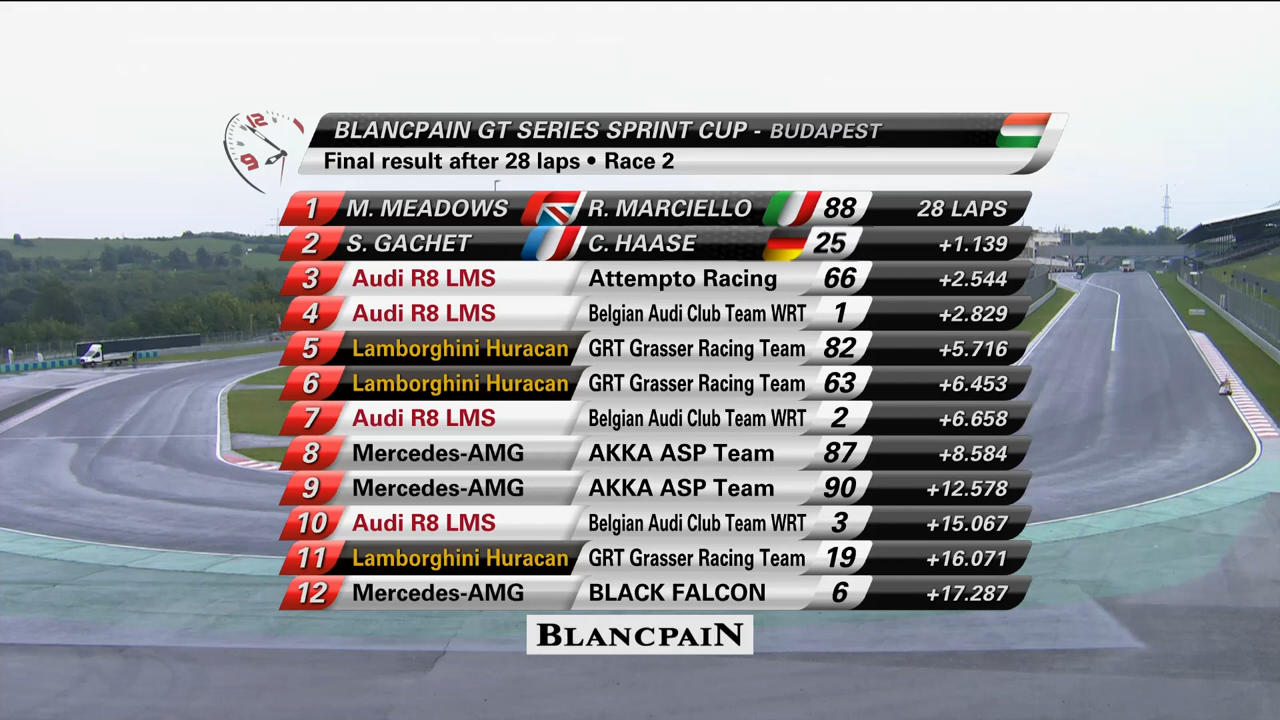 BLANCPAIN GT SERIES SPRINT CUP - BUDAPEST
Final result after 28 laps • Race 2
1 M. MEADOWS R. MARCIELLO 88 28 LAPS
2 S. GACHET C. HAASE 25 +1.139
3 Audi R8 LMS Attempto Racing 66 +2.544
4 Audi R8 LMS Belgian Audi Club Team WRT 1 +2.829
5 Lamborghini Huracan GRT Grasser Racing Team 82 +5.716
6 Lamborghini Huracan GRT Grasser Racing Team 63 +6.453
7 Audi R8 LMS Belgian Audi Club Team WRT 2 +6.658
8 Mercedes-AMG AKKA ASP Team 87 +8.584
9 Mercedes-AMG AKKA ASP Team 90 +12.578
10 Audi R8 LMS Belgian Audi Club Team WRT 3 +15.067
11 Lamborghini Huracan GRT Grasser Racing Team 19 +16.071
12 Mercedes-AMG BLACK FALCON 6 +17.287
BLANCPAIN